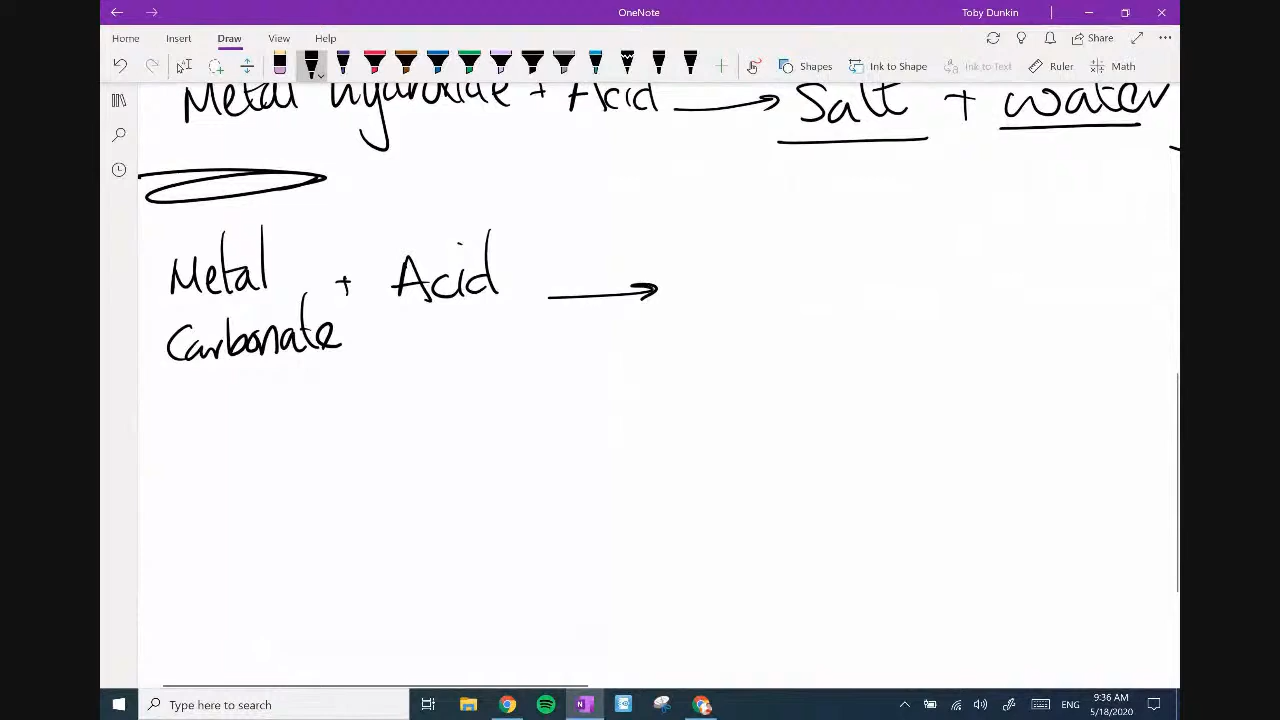 OneNote
Toby Dunkin
Home Insert Draw View Help
Share
Shapes Ink to Shape Ink to Text Ruler Math
Metal hydroxide + Acid → Salt + Water
Metal + Acid →
Carbonate
Type here to search
ENG
9:36 AM
5/18/2020